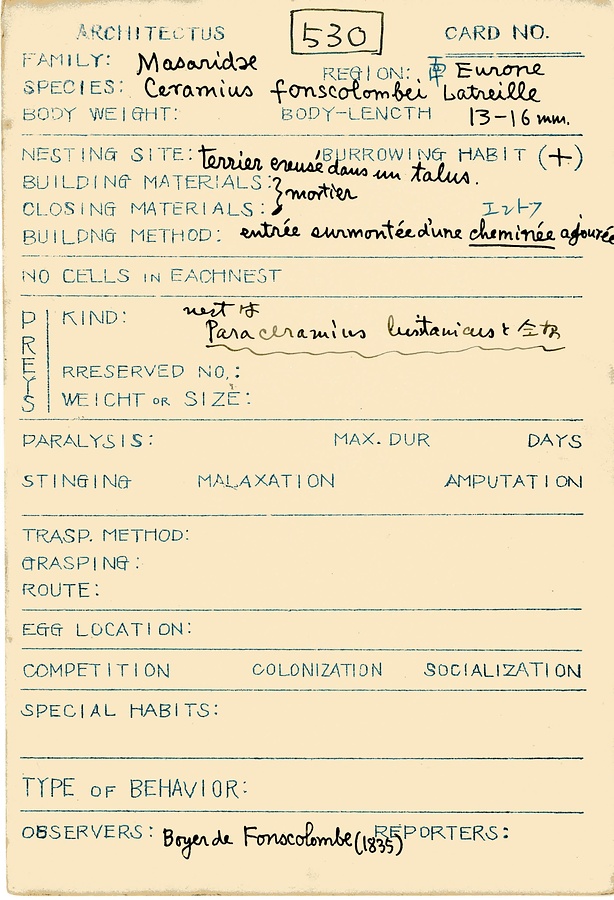 ARCHITECTUS 530 CARD NO.
FAMILY: Masaridae REGION: Europe
SPECIES: Ceramius fonscolombei Latreille
BODY WEIGHT: BODY-LENCTH 13-16 mm.
NESTING SITE: terrier creusé dans un talus. BURROWING HABIT (+)
BUILDING MATERIALS: } mortier
CLOSING MATERIALS:
エントツ
BUILDNG METHOD: entrée surmontée d'une cheminée ajourée
NO CELLS IN EACHNEST
PREYS
KIND: nest は
Paraceramius lusitanicus と全如
RRESERVED NO.:
WEICHT OR SIZE:
PARALYSIS: MAX. DUR DAYS
STINGING MALAXATION AMPUTATION
TRASP. METHOD:
GRASPING:
ROUTE:
EGG LOCATION:
COMPETITION COLONIZATION SOCIALIZATION
SPECIAL HABITS:
TYPE OF BEHAVIOR:
OBSERVERS: Boyer de Fonscolombe (1835) REPORTERS: